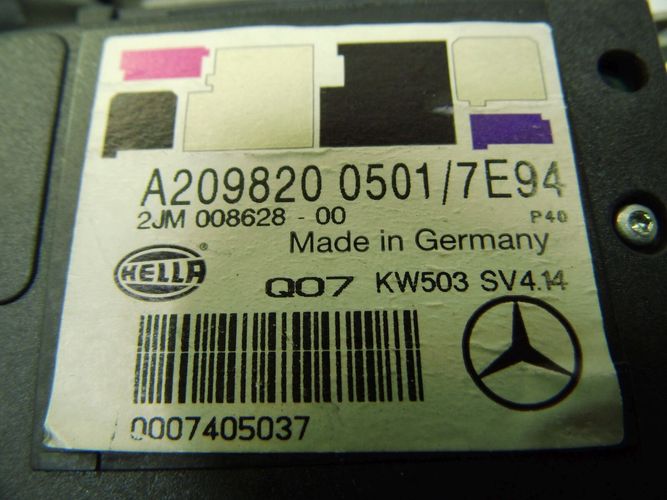 A209820 0501/7E94
2JM 008628 - 00
P40
Made in Germany
HELLA ®
Q07 KW503 SV4.14
0007405037